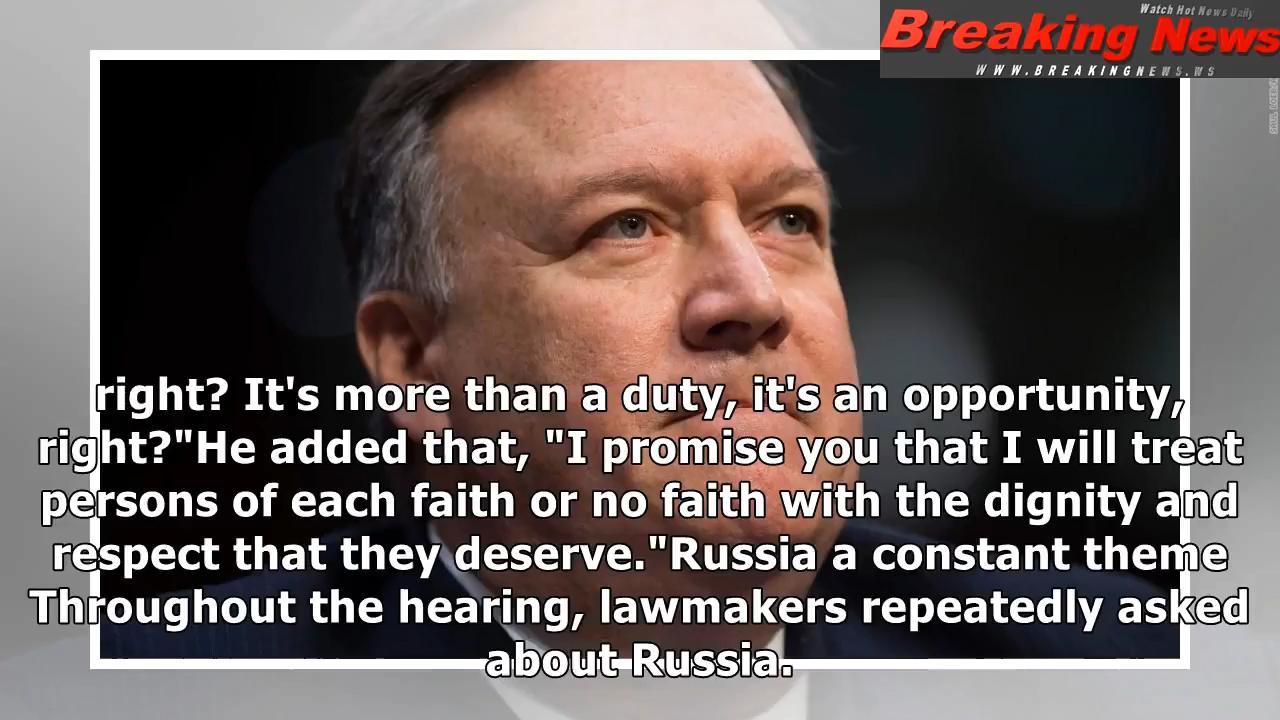 Watch Hot News Daily
Breaking News
WWW.BREAKINGNEWS.WS
right? It's more than a duty, it's an opportunity,
right?"He added that, "I promise you that I will treat
persons of each faith or no faith with the dignity and
respect that they deserve."Russia a constant theme
Throughout the hearing, lawmakers repeatedly asked
about Russia.